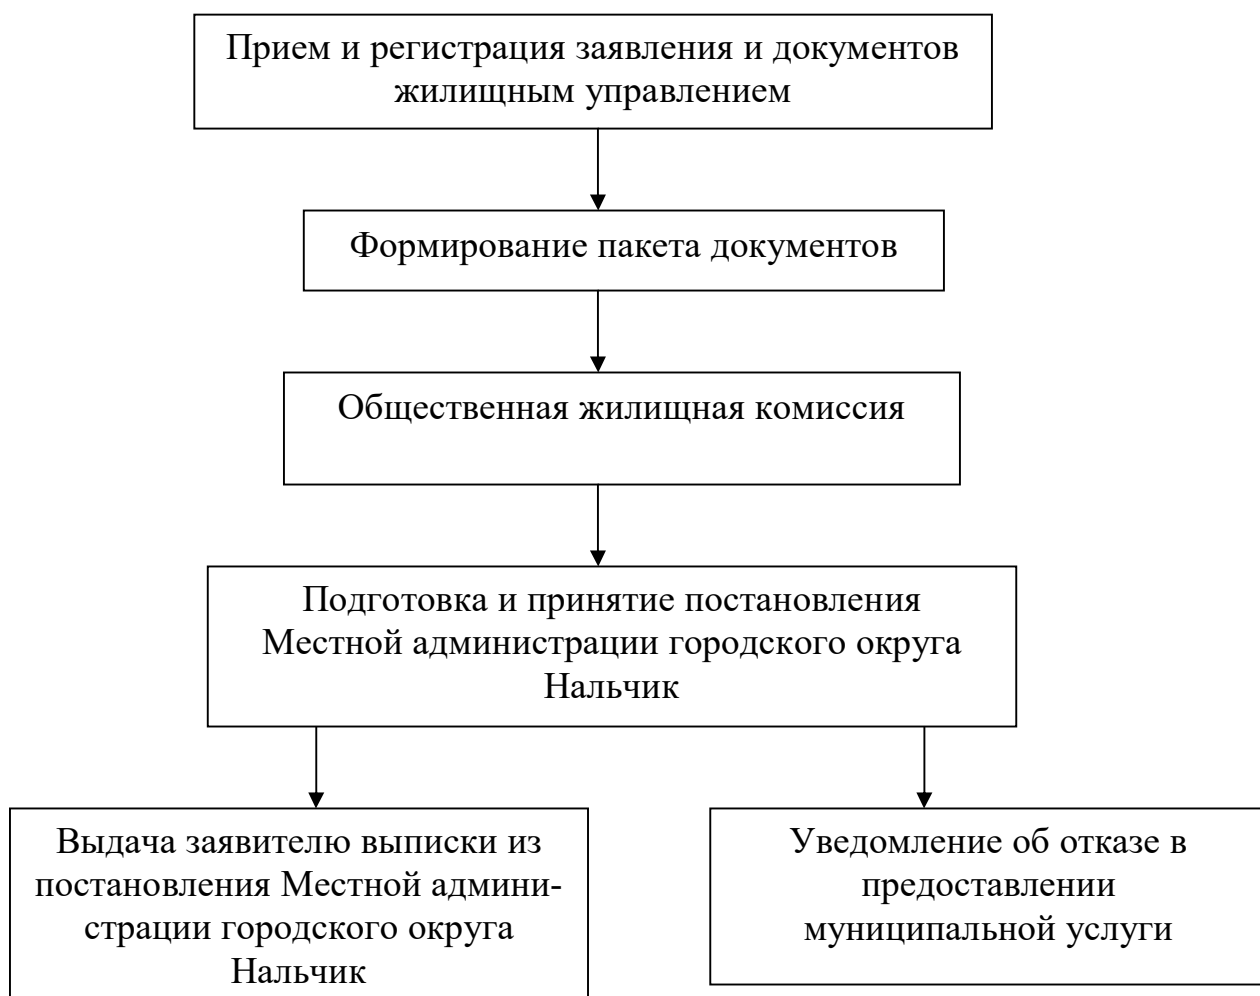 Прием и регистрация заявления и документов
жилищным управлением
Формирование пакета документов
Общественная жилищная комиссия
Подготовка и принятие постановления
Местной администрации городского округа
Нальчик
Выдача заявителю выписки из
постановления Местной админи-
страции городского округа
Нальчик
Уведомление об отказе в
предоставлении
муниципальной услуги